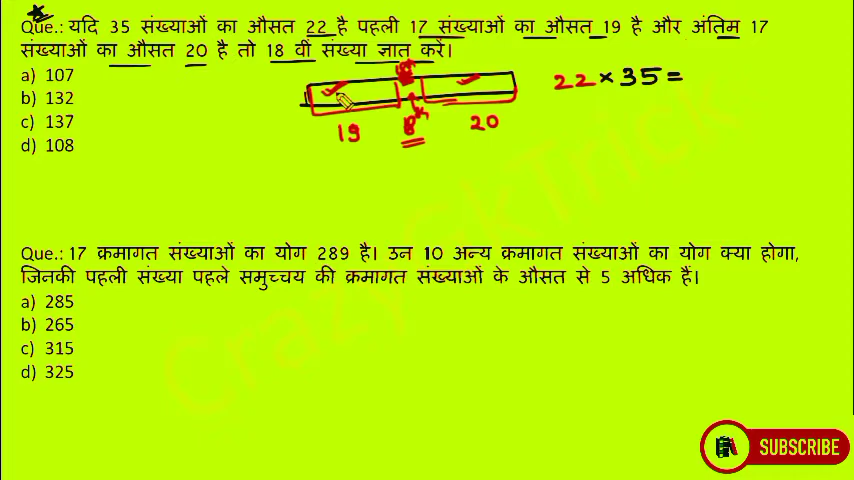 Que.: यदि 35 संख्याओं का औसत 22 है पहली 17 संख्याओं का औसत 19 है और अंतिम 17
संख्याओं का औसत 20 है तो 18 वीं संख्या ज्ञात करें।
a) 107
b) 132
c) 137
d) 108
22×35=
19
20
Que.: 17 क्रमागत संख्याओं का योग 289 है। उन 10 अन्य क्रमागत संख्याओं का योग क्या होगा,
जिनकी पहली संख्या पहले समुच्चय की क्रमागत संख्याओं के औसत से 5 अधिक हैं।
a) 285
b) 265
c) 315
d) 325
CrazyGkTrick
SUBSCRIBE